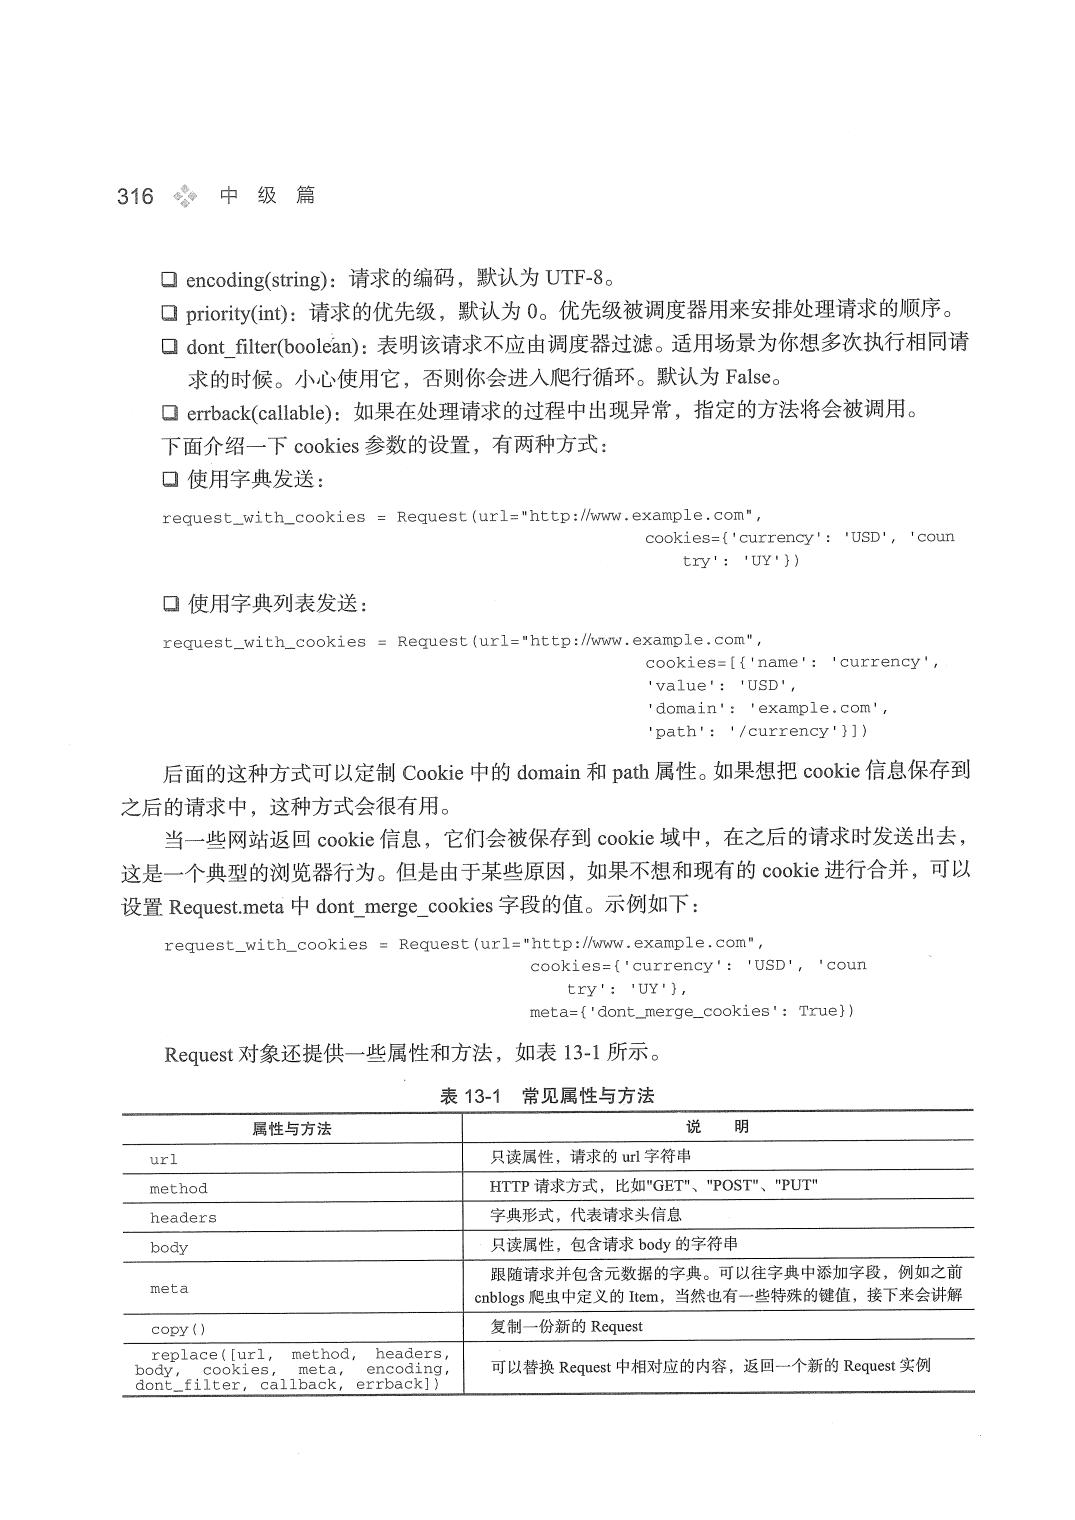 316 中 级 篇
❑ encoding(string)：请求的编码，默认为 UTF-8。
❑ priority(int)：请求的优先级，默认为 0。优先级被调度器用来安排处理请求的顺序。
❑ dont_filter(boolean)：表明该请求不应由调度器过滤。适用场景为你想多次执行相同请
求的时候。小心使用它，否则你会进入爬行循环。默认为 False。
❑ errback(callable)：如果在处理请求的过程中出现异常，指定的方法将会被调用。
下面介绍一下 cookies 参数的设置，有两种方式：
❑ 使用字典发送：
request_with_cookies = Request(url="http://www.example.com",
cookies={'currency': 'USD', 'coun
try': 'UY'})
❑ 使用字典列表发送：
request_with_cookies = Request(url="http://www.example.com",
cookies=[{'name': 'currency',
'value': 'USD',
'domain': 'example.com',
'path': '/currency'}])
后面的这种方式可以定制 Cookie 中的 domain 和 path 属性。如果想把 cookie 信息保存到
之后的请求中，这种方式会很有用。
当一些网站返回 cookie 信息，它们会被保存到 cookie 域中，在之后的请求时发送出去，
这是一个典型的浏览器行为。但是由于某些原因，如果不想和现有的 cookie 进行合并，可以
设置 Request.meta 中 dont_merge_cookies 字段的值。示例如下：
request_with_cookies = Request(url="http://www.example.com",
cookies={'currency': 'USD', 'coun
try': 'UY'},
meta={'dont_merge_cookies': True})
Request 对象还提供一些属性和方法，如表 13-1 所示。
表 13-1 常见属性与方法
属性与方法 说 明
url 只读属性，请求的 url 字符串
method HTTP 请求方式，比如"GET"、"POST"、"PUT"
headers 字典形式，代表请求头信息
body 只读属性，包含请求 body 的字符串
meta 跟随请求并包含元数据的字典。可以往字典中添加字段，例如之前
cnblogs 爬虫中定义的 Item，当然也有一些特殊的键值，接下来会讲解
copy() 复制一份新的 Request
replace([url, method, headers,
body, cookies, meta, encoding,
dont_filter, callback, errback])
可以替换 Request 中相对应的内容，返回一个新的 Request 实例